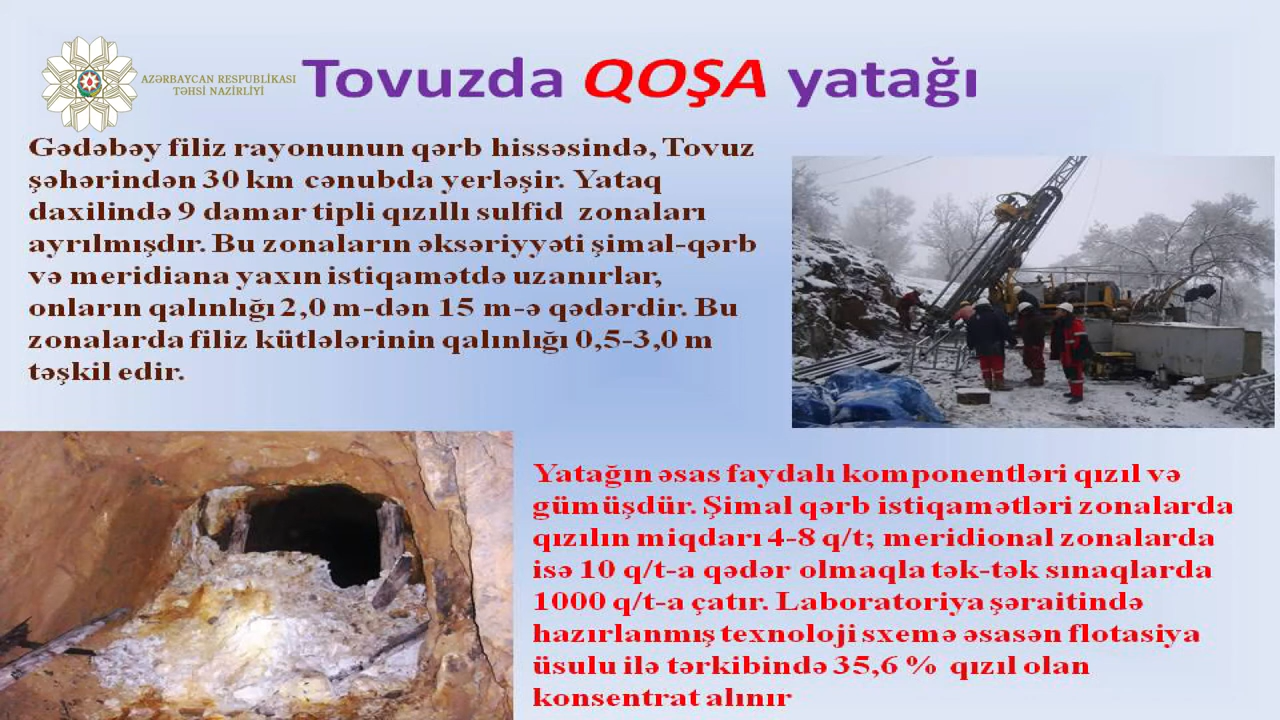 AZƏRBAYCAN RESPUBLİKASI
TƏHSİ NAZİRLİYİ
Tovuzda QOŞA yatağı
Gədəbəy filiz rayonunun qərb hissəsində, Tovuz
şəhərindən 30 km cənubda yerləşir. Yataq
daxilində 9 damar tipli qızıllı sulfid zonaları
ayrılmışdır. Bu zonaların əksəriyyəti şimal-qərb
və meridiana yaxın istiqamətdə uzanırlar,
onların qalınlığı 2,0 m-dən 15 m-ə qədərdir. Bu
zonalarda filiz kütlələrinin qalınlığı 0,5-3,0 m
təşkil edir.
Yatağın əsas faydalı komponentləri qızıl və
gümüşdür. Şimal qərb istiqamətləri zonalarda
qızılın miqdarı 4-8 q/t; meridional zonalarda
isə 10 q/t-a qədər olmaqla tək-tək sınaqlarda
1000 q/t-a çatır. Laboratoriya şəraitində
hazırlanmış texnoloji sxemə əsasən flotasiya
üsulu ilə tərkibində 35,6 % qızıl olan
konsentrat alınır